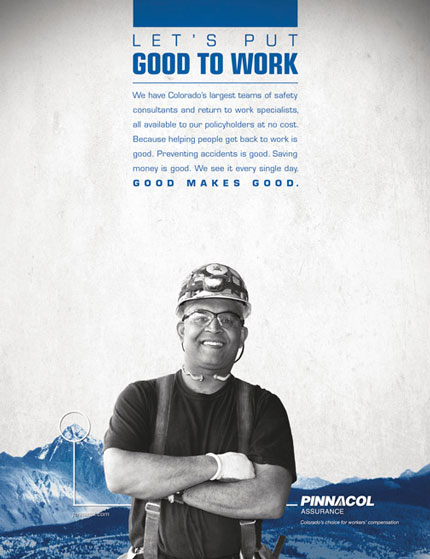 LET'S PUT
GOOD TO WORK
We have Colorado's largest teams of safety
consultants and return to work specialists,
all available to our policyholders at no cost.
Because helping people get back to work is
good. Preventing accidents is good. Saving
money is good. We see it every single day.
GOOD MAKES GOOD.
PINNACOL
ASSURANCE
Colorado's choice for workers' compensation